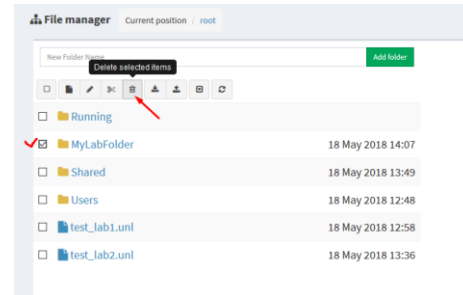 File manager Current position / root
New Folder Name Add folder
Delete selected items
Running
MyLabFolder 18 May 2018 14:07
Shared 18 May 2018 13:49
Users 18 May 2018 12:48
test_lab1.unl 18 May 2018 12:58
test_lab2.unl 18 May 2018 13:36